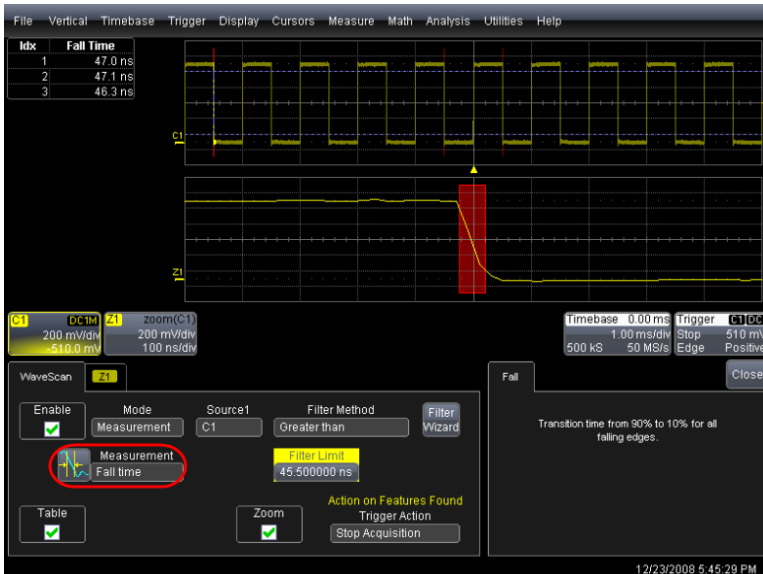 File Vertical Timebase Trigger Display Cursors Measure Math Analysis Utilities Help
Idx Fall Time
1 47.0 ns
2 47.1 ns
3 46.3 ns
C1
Z1
C1 DC1M
200 mV/div
-510.0 mV
Z1 zoom(C1)
200 mV/div
100 ns/div
Timebase 0.00 ms
1.00 ms/div
500 kS 50 MS/s
Trigger C1 DC
Stop 510 mV
Edge Positive
WaveScan Z1
Enable
Mode
Measurement
Source1
C1
Filter Method
Greater than
Filter Wizard
Measurement
Fall time
Filter Limit
45.500000 ns
Table
Zoom
Action on Features Found
Trigger Action
Stop Acquisition
Fall
Close
Transition time from 90% to 10% for all
falling edges.
12/23/2008 5:45:29 PM